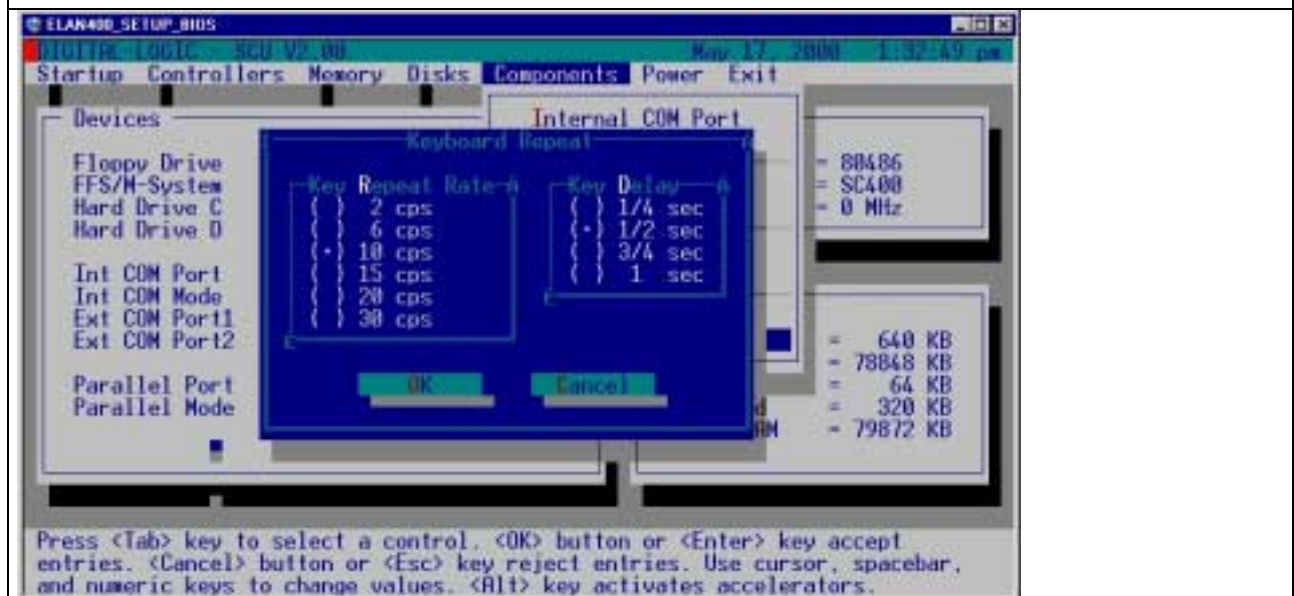 ELAN400_SETUP_BIOS
DIGITAL-LOGIC - SCU V2.00 May 17, 2000 1:32:49 pm
Startup Controllers Memory Disks Components Power Exit
Devices
Internal COM Port
Keyboard Repeat
Floppy Drive
FFS/M-System
Hard Drive C
Hard Drive D
Int COM Port
Int COM Mode
Ext COM Port1
Ext COM Port2
Parallel Port
Parallel Mode
Key Repeat Rate
( ) 2 cps
( ) 6 cps
(·) 10 cps
( ) 15 cps
( ) 20 cps
( ) 30 cps
Key Delay
( ) 1/4 sec
(·) 1/2 sec
( ) 3/4 sec
( ) 1 sec
OK Cancel
= 80486
= SC400
= 0 MHz
= 640 KB
= 78848 KB
= 64 KB
= 320 KB
= 79872 KB
Press <Tab> key to select a control. <OK> button or <Enter> key accept
entries. <Cancel> button or <Esc> key reject entries. Use cursor, spacebar,
and numeric keys to change values. <Alt> key activates accelerators.